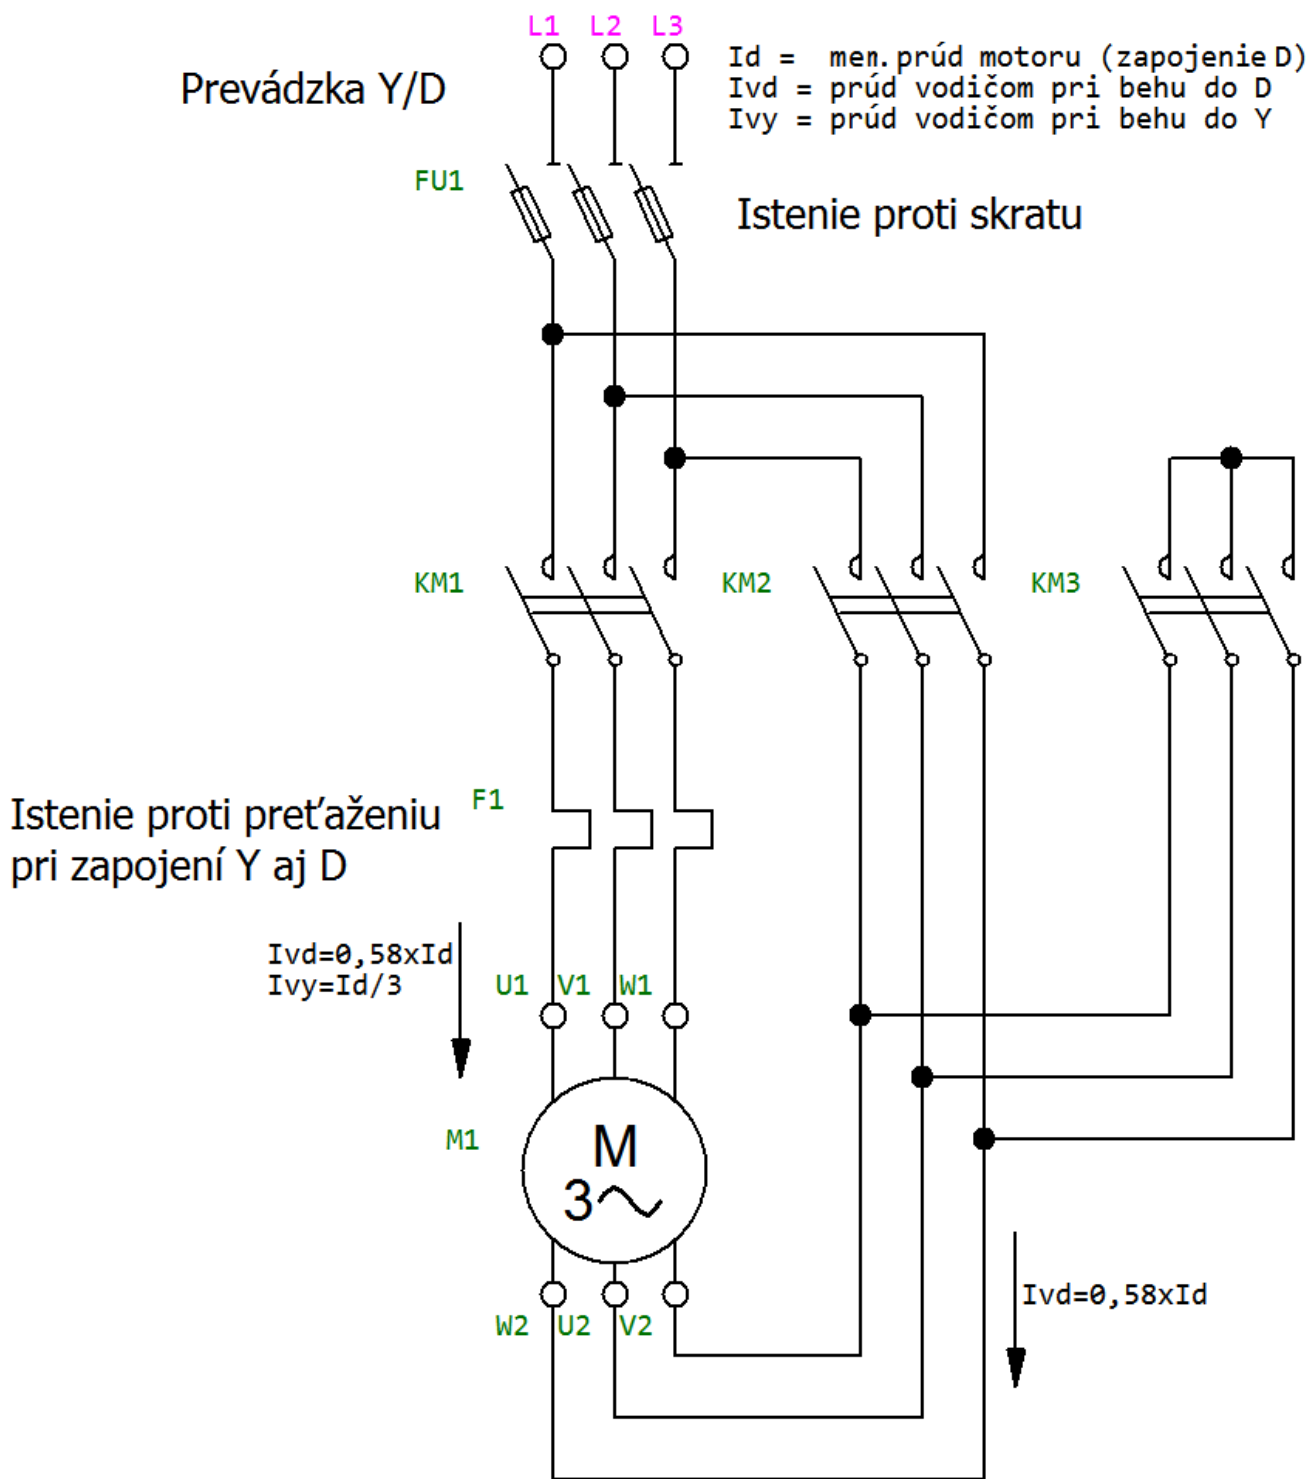 L1 L2 L3
Prevádzka Y/D
Id = men.prúd motoru (zapojenie D)
Ivd = prúd vodičom pri behu do D
Ivy = prúd vodičom pri behu do Y
FU1
Istenie proti skratu
KM1 KM2 KM3
F1
Istenie proti preťaženiu
pri zapojení Y aj D
Ivd=0,58xId
Ivy=Id/3
U1 V1 W1
M1
M
3~
Ivd=0,58xId
W2 U2 V2